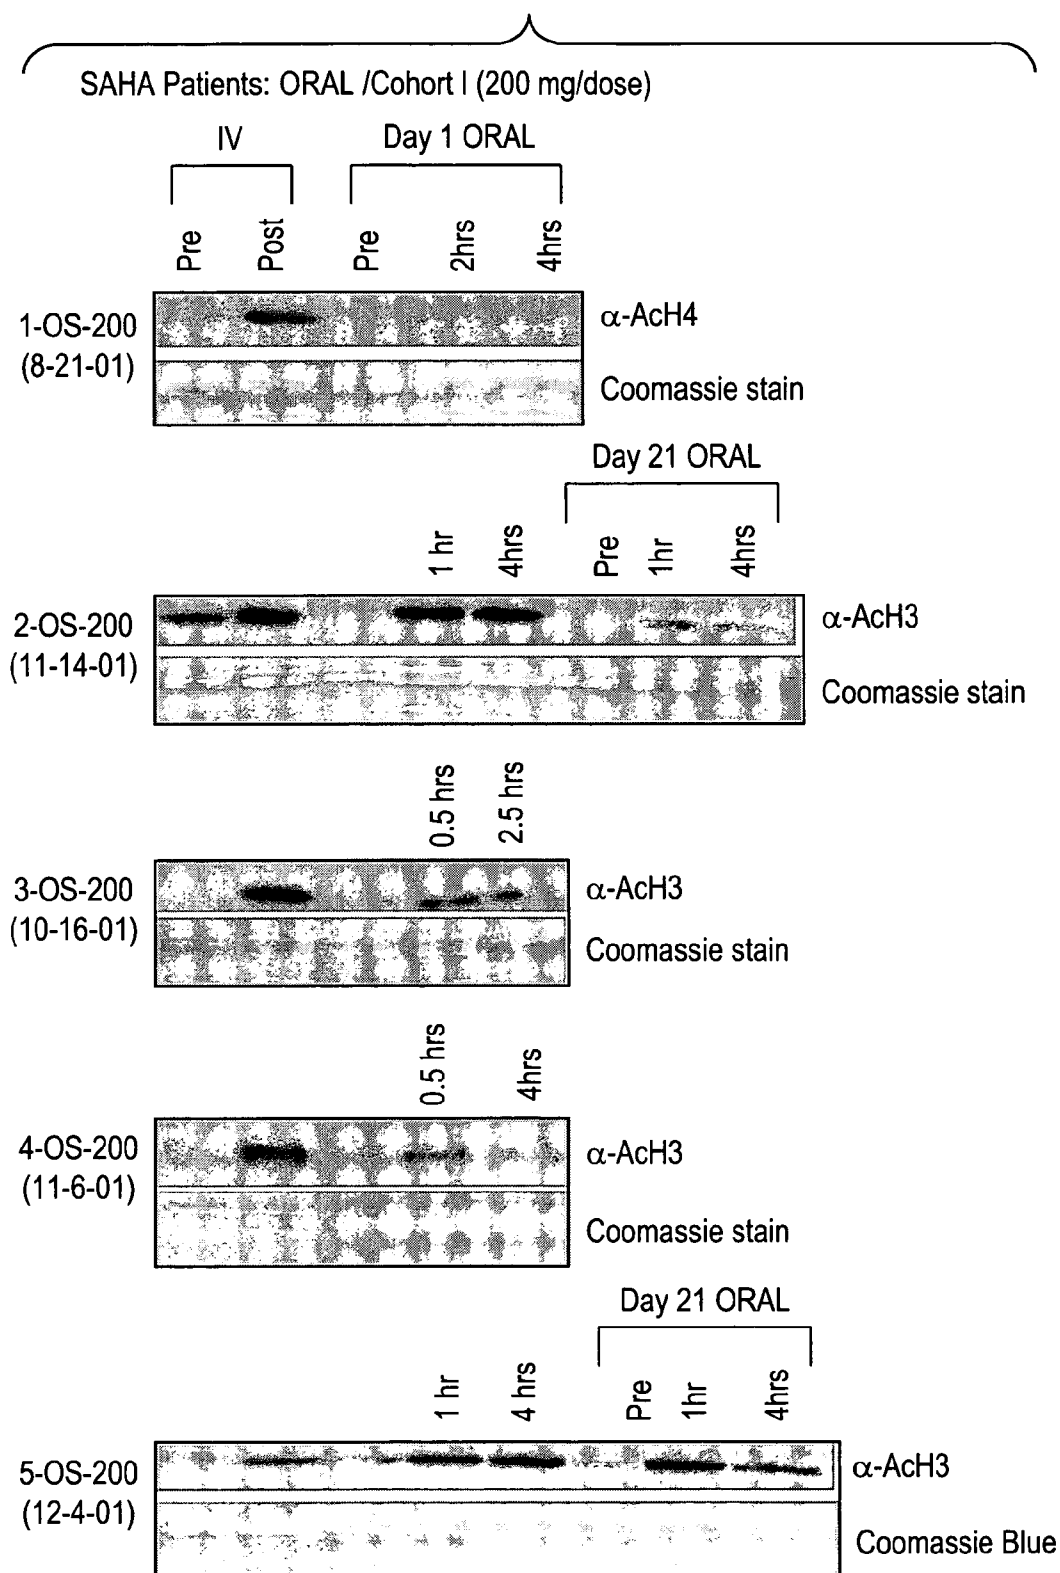 SAHA Patients: ORAL /Cohort I (200 mg/dose)
IV
Day 1 ORAL
Pre
Post
Pre
2hrs
4hrs
1-OS-200
(8-21-01)
α-AcH4
Coomassie stain
Day 21 ORAL
1 hr
4hrs
Pre
1hr
4hrs
2-OS-200
(11-14-01)
α-AcH3
Coomassie stain
0.5 hrs
2.5 hrs
3-OS-200
(10-16-01)
α-AcH3
Coomassie stain
0.5 hrs
4hrs
4-OS-200
(11-6-01)
α-AcH3
Coomassie stain
Day 21 ORAL
1 hr
4 hrs
Pre
1hr
4hrs
5-OS-200
(12-4-01)
α-AcH3
Coomassie Blue